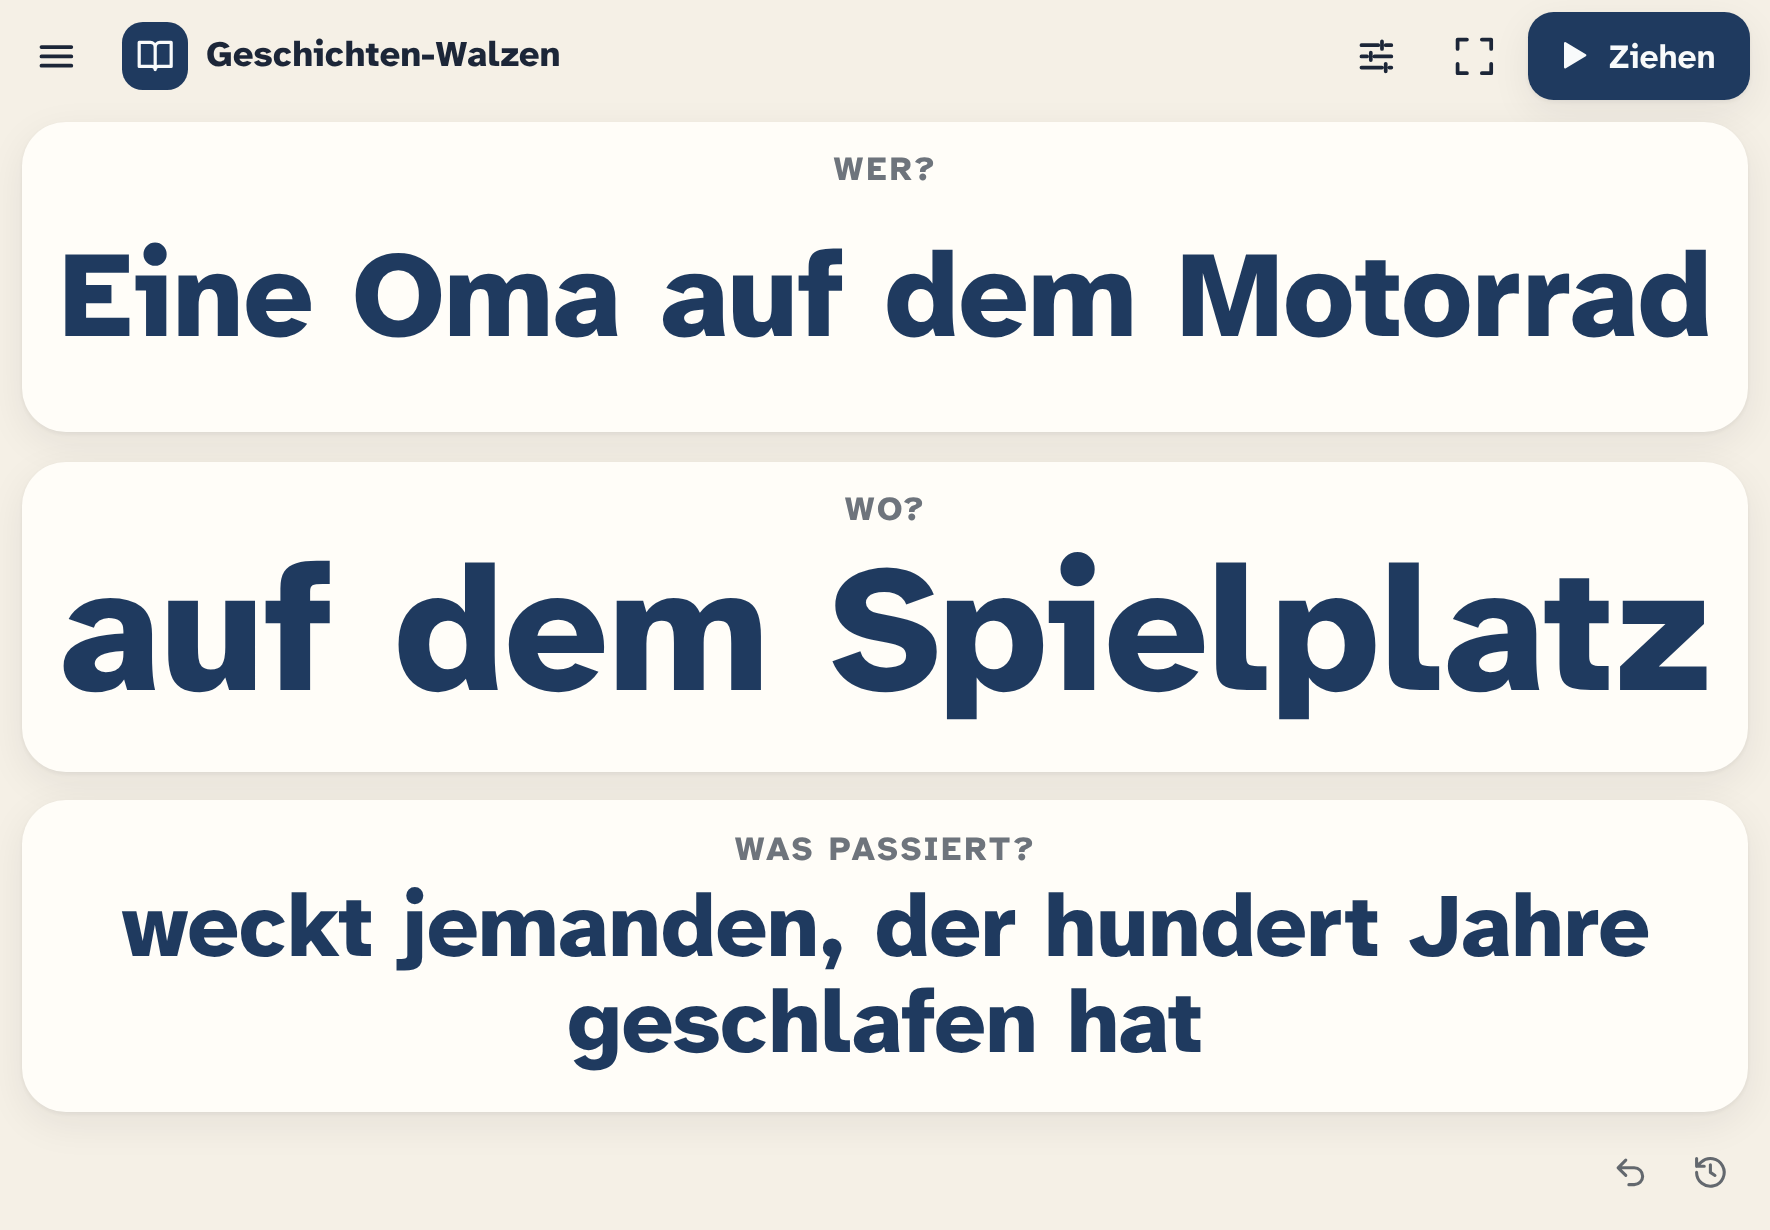 Geschichten-Walzen
Ziehen
WER?
Eine Oma auf dem Motorrad
WO?
auf dem Spielplatz
WAS PASSIERT?
weckt jemanden, der hundert Jahre
geschlafen hat